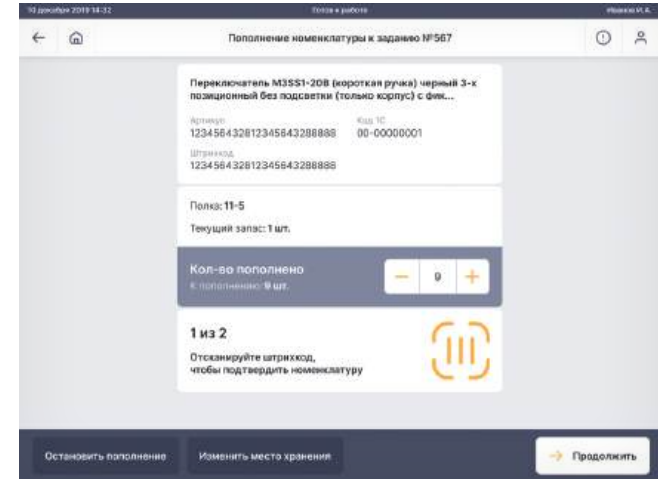 10 декабря 2019 14:32
Готов к работе
Иванов И. А.
Пополнение номенклатуры к заданию №567
Переключатель M3SS1-20B (короткая ручка) черный 3-х
позиционный без подсветки (только корпус) с фик...
Артикул
Код 1С
123456432812345643288888
00-00000001
Штрихкод
123456432812345643288888
Полка: 11-5
Текущий запас: 1 шт.
Кол-во пополнено
К пополнению: 9 шт.
9
1 из 2
Отсканируйте штрихкод,
чтобы подтвердить номенклатуру
Остановить пополнение
Изменить место хранения
Продолжить